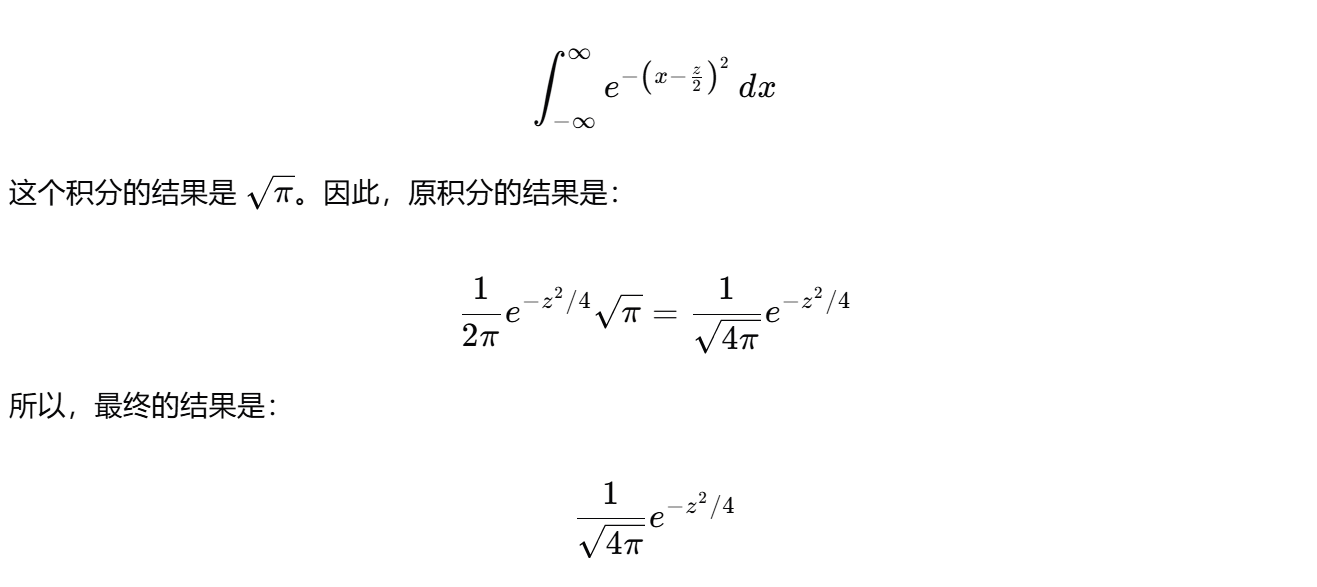 $$\int_{-\infty}^{\infty} e^{-\left(x-\frac{z}{2}\right)^2} \, dx$$
这个积分的结果是 $\sqrt{\pi}$。因此，原积分的结果是：
$$\frac{1}{2\pi} e^{-z^2/4} \sqrt{\pi} = \frac{1}{\sqrt{4\pi}} e^{-z^2/4}$$
所以，最终的结果是：
$$\frac{1}{\sqrt{4\pi}} e^{-z^2/4}$$